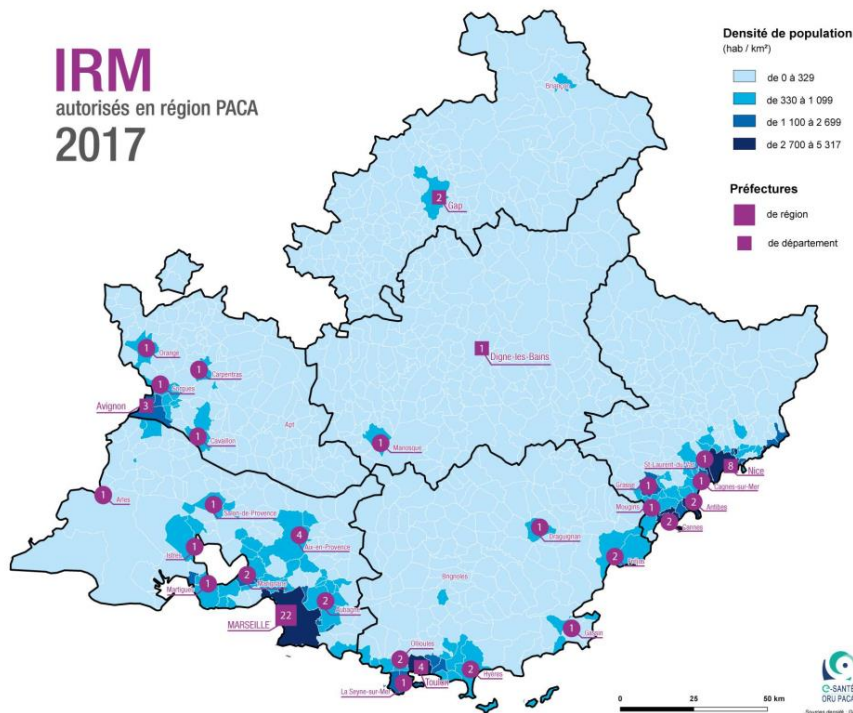 IRM
autorisés en région PACA
2017
Densité de population
(hab / km²)
de 0 à 329
de 330 à 1 099
de 1 100 à 2 699
de 2 700 à 5 317
Préfectures
de région
de département
Briançon
2
Gap
1
Digne-les-Bains
1
Orange
1
Carpentras
1
Sorgues
3
Avignon
1
Cavaillon
Apt
1
Manosque
1
Arles
1
Salon-de-Provence
4
Aix-en-Provence
1
Istres
1
Martigues
2
Marignane
22
MARSEILLE
2
Aubagne
1
St-Laurent-du-Var
8
Nice
1
Cagnes-sur-Mer
1
Grasse
2
Antibes
1
Mougins
2
Cannes
1
Draguignan
2
Brignoles
1
2
Ollioules
4
Toulon
2
Hyères
1
La Seyne-sur-Mer
0 25 50 km
e-SANTÉ
ORU PACA